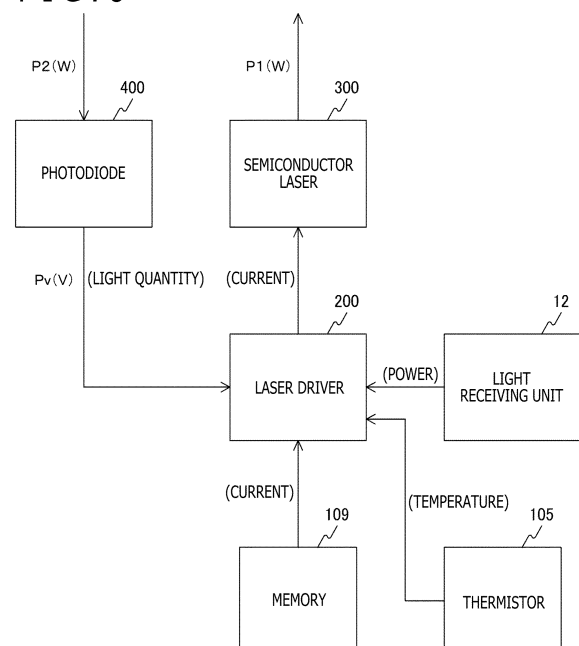 P2(W)
P1(W)
400
300
PHOTODIODE
SEMICONDUCTOR
LASER
Pv(V)
(LIGHT QUANTITY)
(CURRENT)
200
12
LASER DRIVER
(POWER)
LIGHT
RECEIVING UNIT
(CURRENT)
(TEMPERATURE)
109
105
MEMORY
THERMISTOR